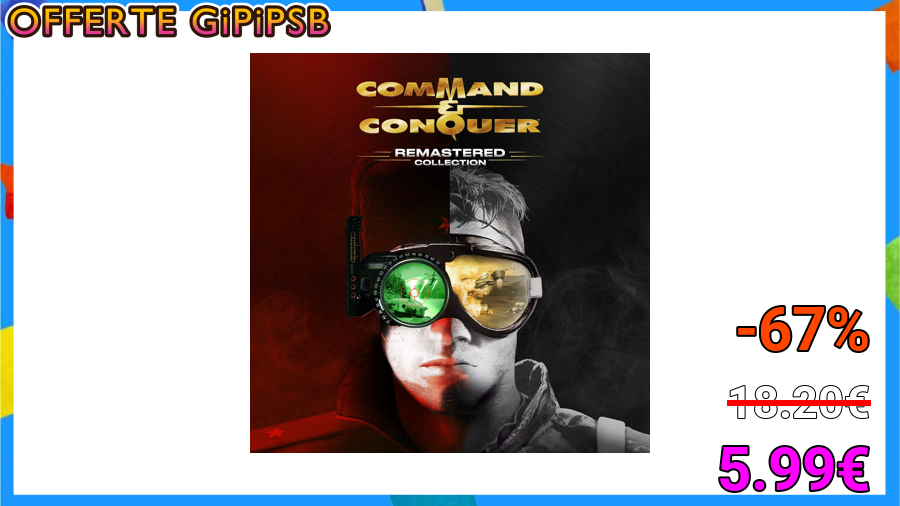 OFFERTE GiPiPSB
COMMAND
&
CONQUER
REMASTERED
COLLECTION
-67%
18.20€
5.99€